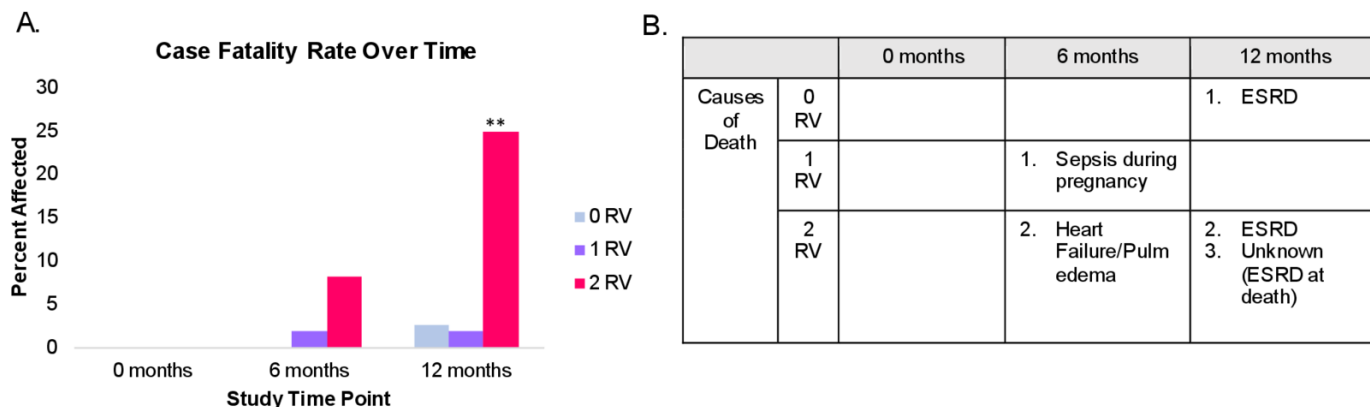 A.
Case Fatality Rate Over Time
30
25
20
15
10
5
0
Percent Affected
**
0 months
6 months
12 months
Study Time Point
0 RV
1 RV
2 RV
B.
0 months
6 months
12 months
Causes
of
Death
0
RV
1. ESRD
1
RV
1. Sepsis during
pregnancy
2
RV
2. Heart
Failure/Pulm
edema
2. ESRD
3. Unknown
(ESRD at
death)